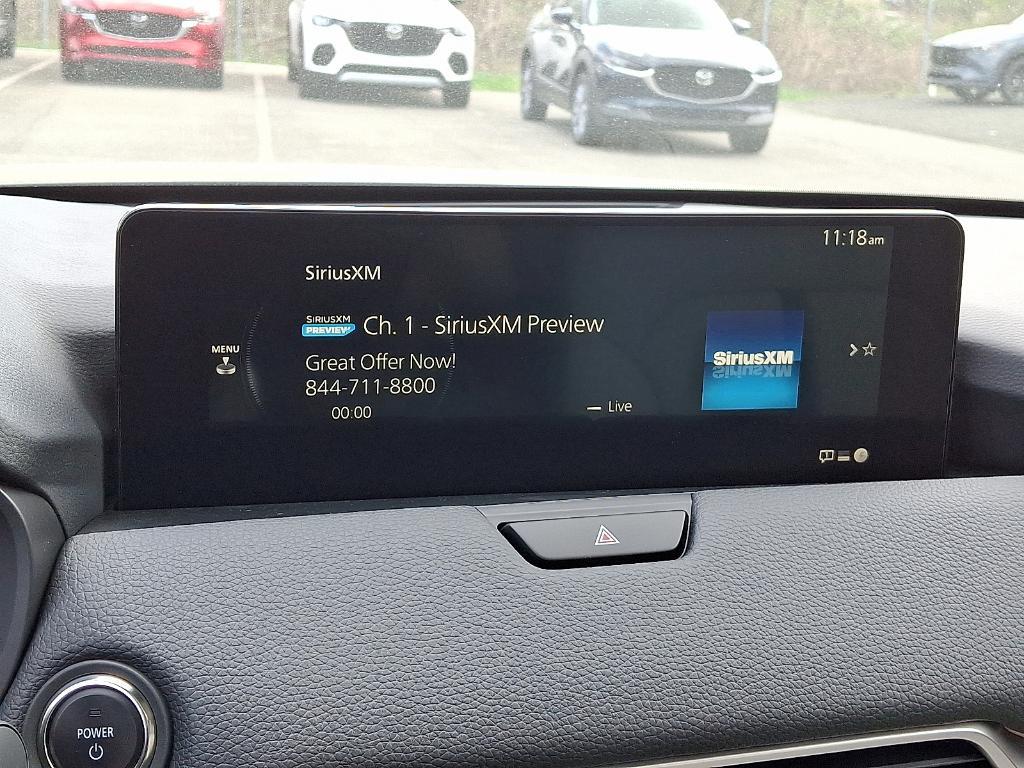 11:18am
SiriusXM
SIRIUSXM
PREVIEW
Ch. 1 - SiriusXM Preview
MENU
Great Offer Now!
844-711-8800
00:00
Live
SiriusXM
POWER